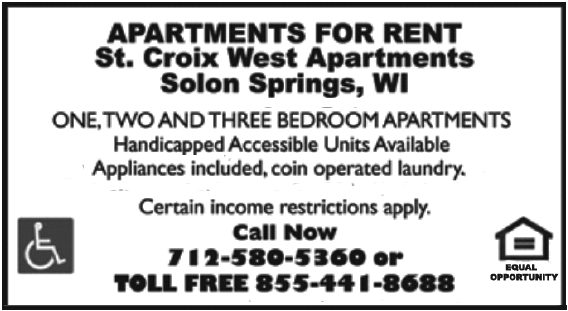 APARTMENTS FOR RENT
St. Croix West Apartments
Solon Springs, WI
ONE, TWO AND THREE BEDROOM APARTMENTS
Handicapped Accessible Units Available
Appliances included, coin operated laundry.
Certain income restrictions apply.
Call Now
712-580-5360 or
TOLL FREE 855-441-8688
EQUAL
OPPORTUNITY